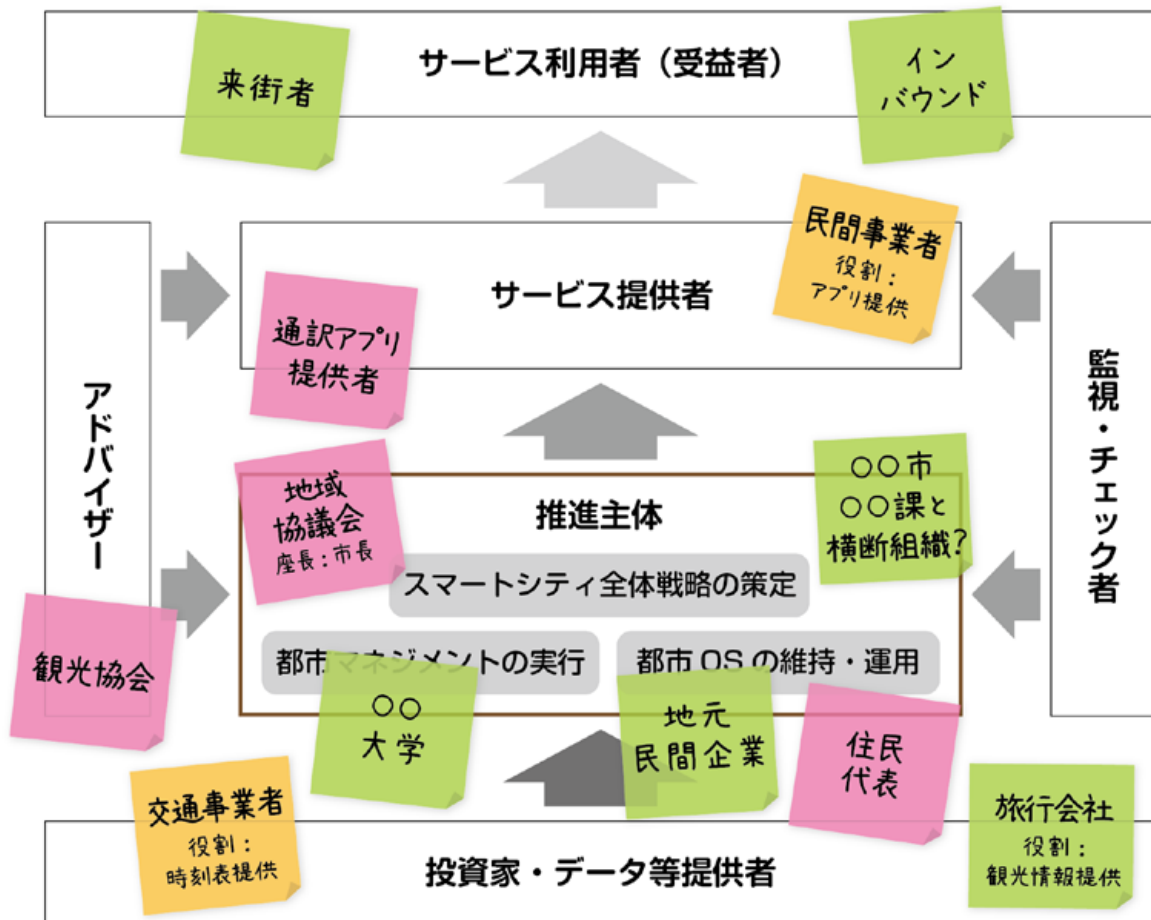 サービス利用者（受益者）
来街者
イン
バウンド
サービス提供者
民間事業者
役割：
アプリ提供
通訳アプリ
提供者
アドバイザー
監視・チェック者
地域
協議会
座長：市長
推進主体
○○市
○○課と
横断組織？
スマートシティ全体戦略の策定
都市マネジメントの実行
都市 OS の維持・運用
観光協会
○○
大学
地元
民間企業
住民
代表
交通事業者
役割：
時刻表提供
投資家・データ等提供者
旅行会社
役割：
観光情報提供